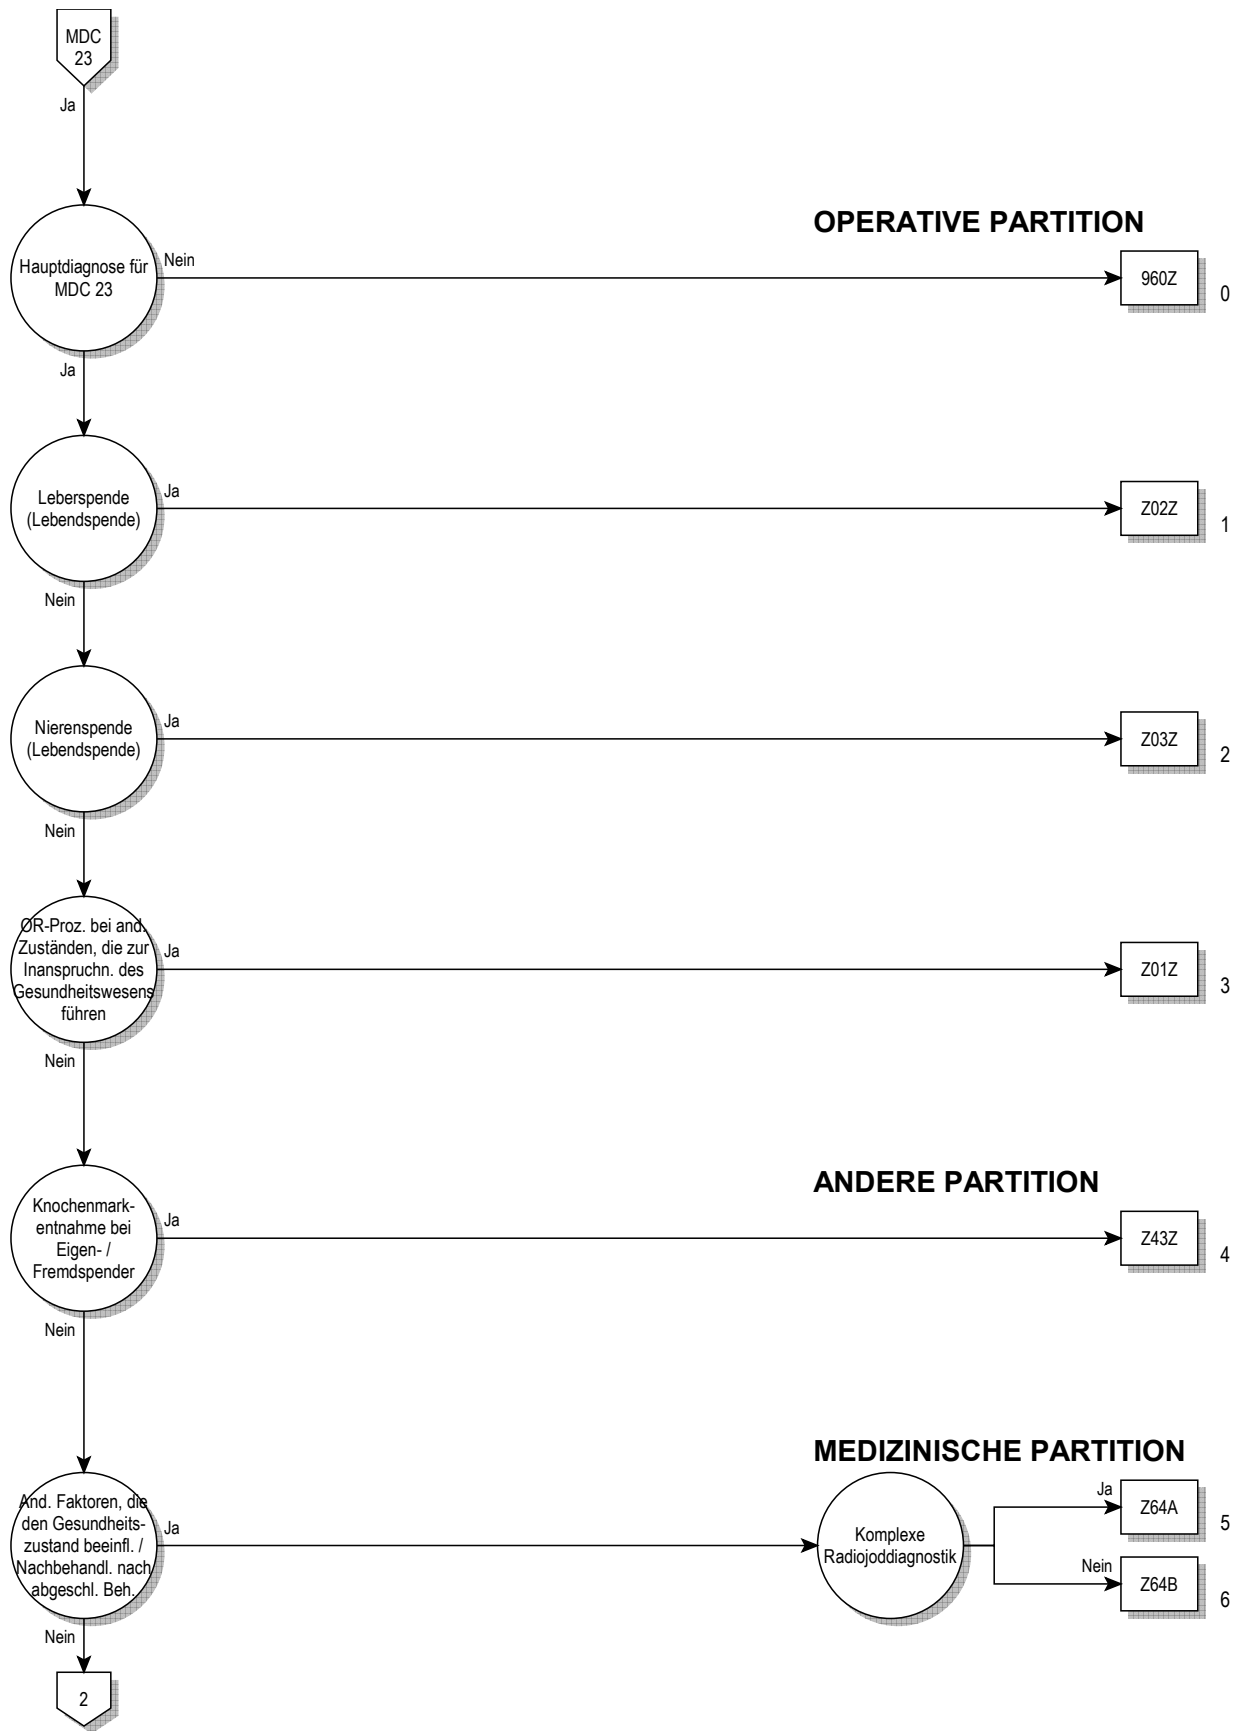 MDC
23
Ja
OPERATIVE PARTITION
Hauptdiagnose für
MDC 23
Nein
960Z
0
Ja
Leberspende
(Lebendspende)
Ja
Z02Z
1
Nein
Nierenspende
(Lebendspende)
Ja
Z03Z
2
Nein
OR-Proz. bei and.
Zuständen, die zur
Inanspruchn. des
Gesundheitswesens
führen
Ja
Z01Z
3
Nein
ANDERE PARTITION
Knochenmark-
entnahme bei
Eigen- /
Fremdspender
Ja
Z43Z
4
Nein
MEDIZINISCHE PARTITION
And. Faktoren, die
den Gesundheits-
zustand beeinfl. /
Nachbehandl. nach
abgeschl. Beh.
Ja
Komplexe
Radiojoddiagnostik
Ja
Z64A
5
Nein
Z64B
6
Nein
2